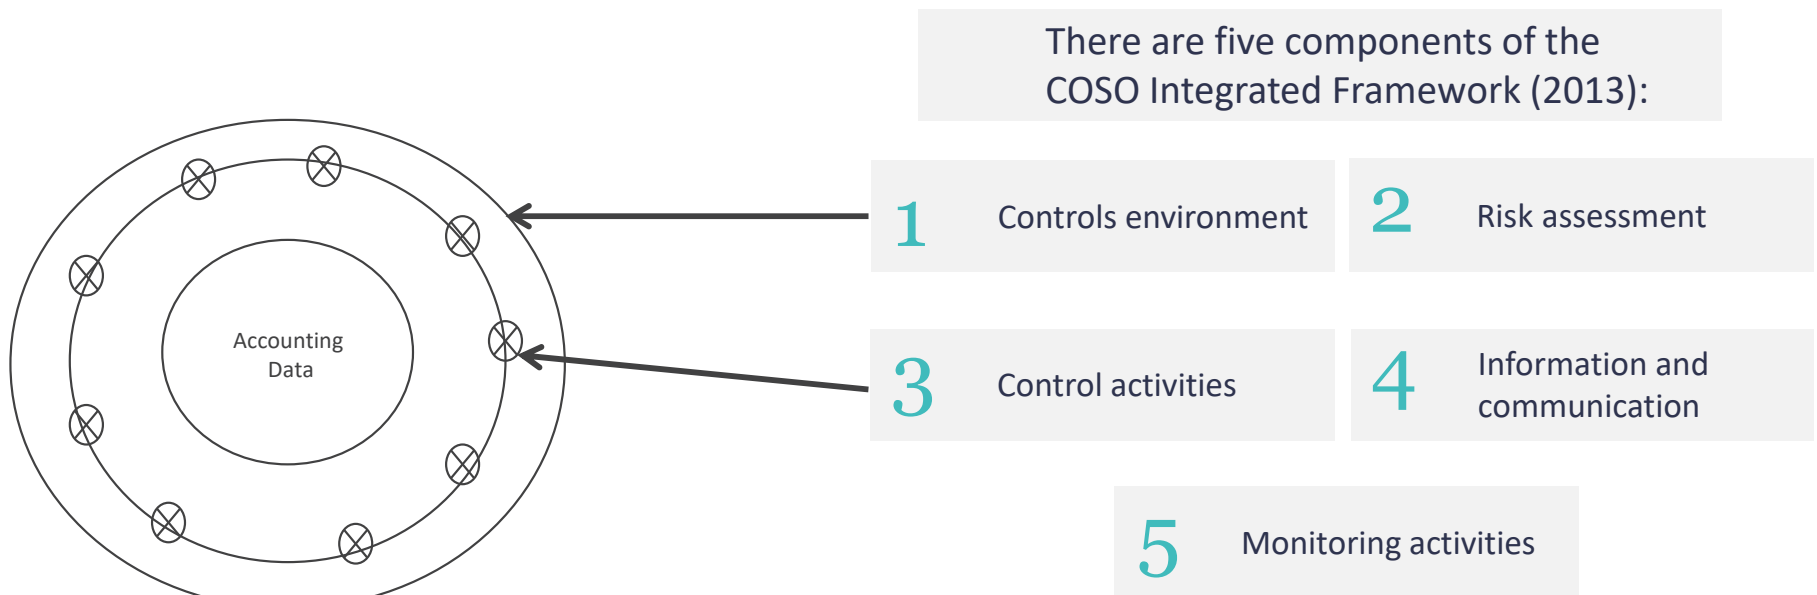 There are five components of the
COSO Integrated Framework (2013):
1 Controls environment
2 Risk assessment
Accounting
Data
3 Control activities
4 Information and
communication
5 Monitoring activities